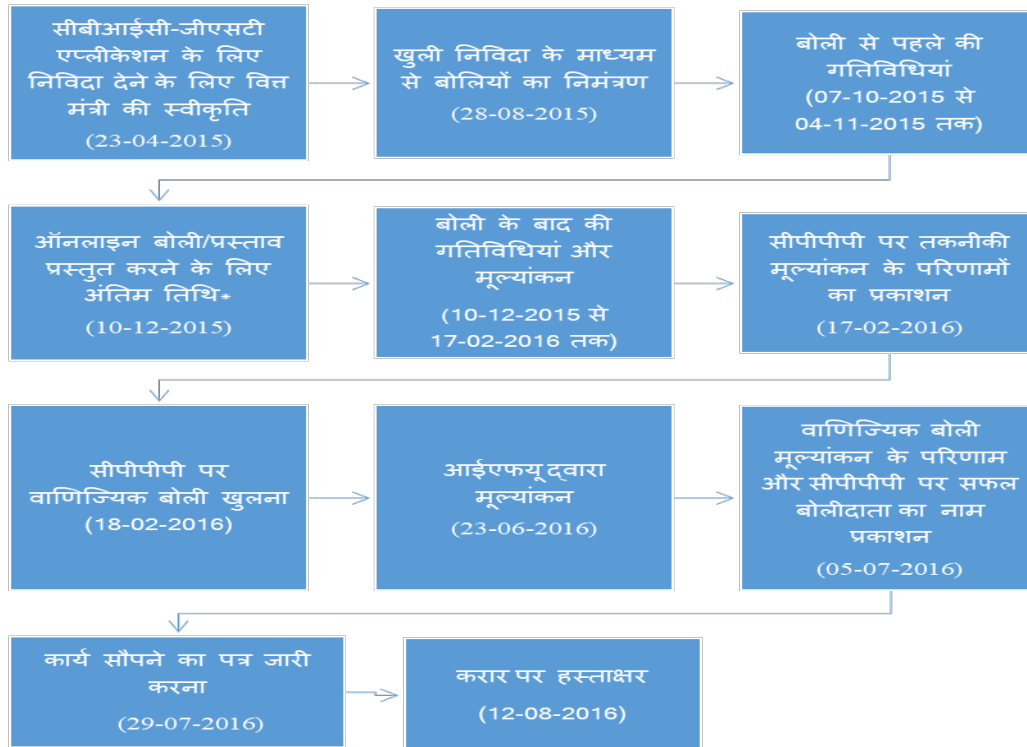 सीबीआईसी-जीएसटी
एप्लीकेशन के लिए
निविदा देने के लिए वित्त
मंत्री की स्वीकृति
(23-04-2015)
खुली निविदा के माध्यम
से बोलियों का निमंत्रण
(28-08-2015)
बोली से पहले की
गतिविधियां
(07-10-2015 से
04-11-2015 तक)
ऑनलाइन बोली/प्रस्ताव
प्रस्तुत करने के लिए
अंतिम तिथि*
(10-12-2015)
बोली के बाद की
गतिविधियां और
मूल्यांकन
(10-12-2015 से
17-02-2016 तक)
सीपीपीपी पर तकनीकी
मूल्यांकन के परिणामों
का प्रकाशन
(17-02-2016)
सीपीपीपी पर
वाणिज्यिक बोली खुलना
(18-02-2016)
आईएफयू द्वारा
मूल्यांकन
(23-06-2016)
वाणिज्यिक बोली
मूल्यांकन के परिणाम
और सीपीपीपी पर सफल
बोलीदाता का नाम
प्रकाशन
(05-07-2016)
कार्य सौपने का पत्र जारी
करना
(29-07-2016)
करार पर हस्ताक्षर
(12-08-2016)